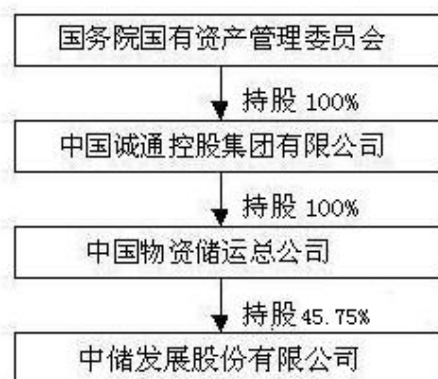 国务院国有资产管理委员会
持股 100%
中国诚通控股集团有限公司
持股 100%
中国物资储运总公司
持股 45.75%
中储发展股份有限公司